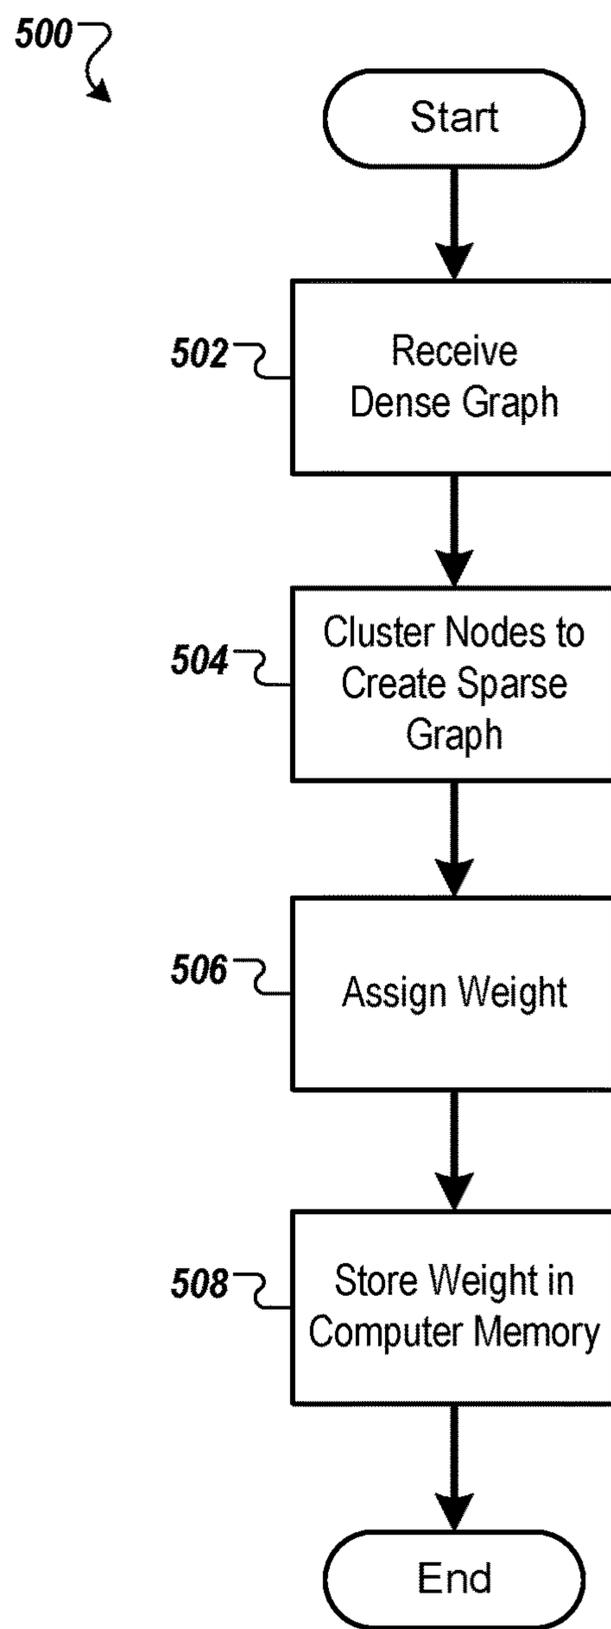 500
Start
502
Receive
Dense Graph
504
Cluster Nodes to
Create Sparse
Graph
506
Assign Weight
508
Store Weight in
Computer Memory
End